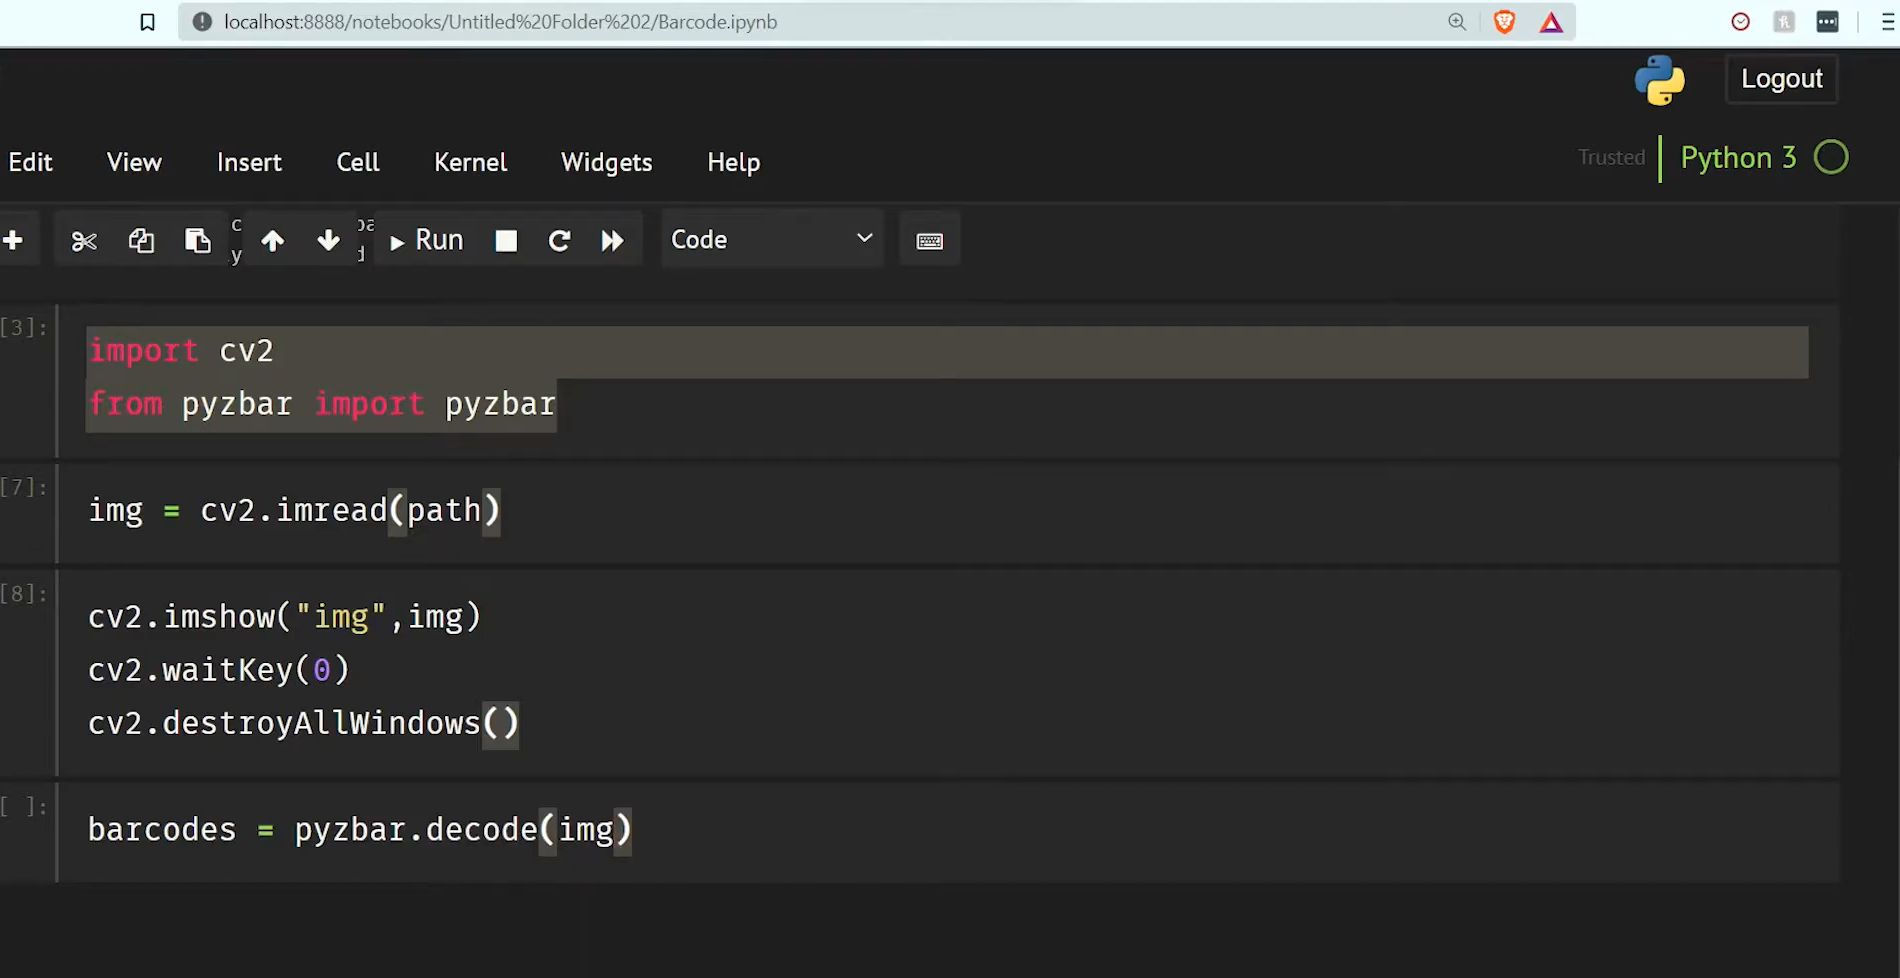 localhost:8888/notebooks/Untitled%20Folder%202/Barcode.ipynb
Logout
Edit View Insert Cell Kernel Widgets Help
Trusted Python 3
Run Code
[3]:
import cv2
from pyzbar import pyzbar
[7]:
img = cv2.imread(path)
[8]:
cv2.imshow("img",img)
cv2.waitKey(0)
cv2.destroyAllWindows()
[ ]:
barcodes = pyzbar.decode(img)